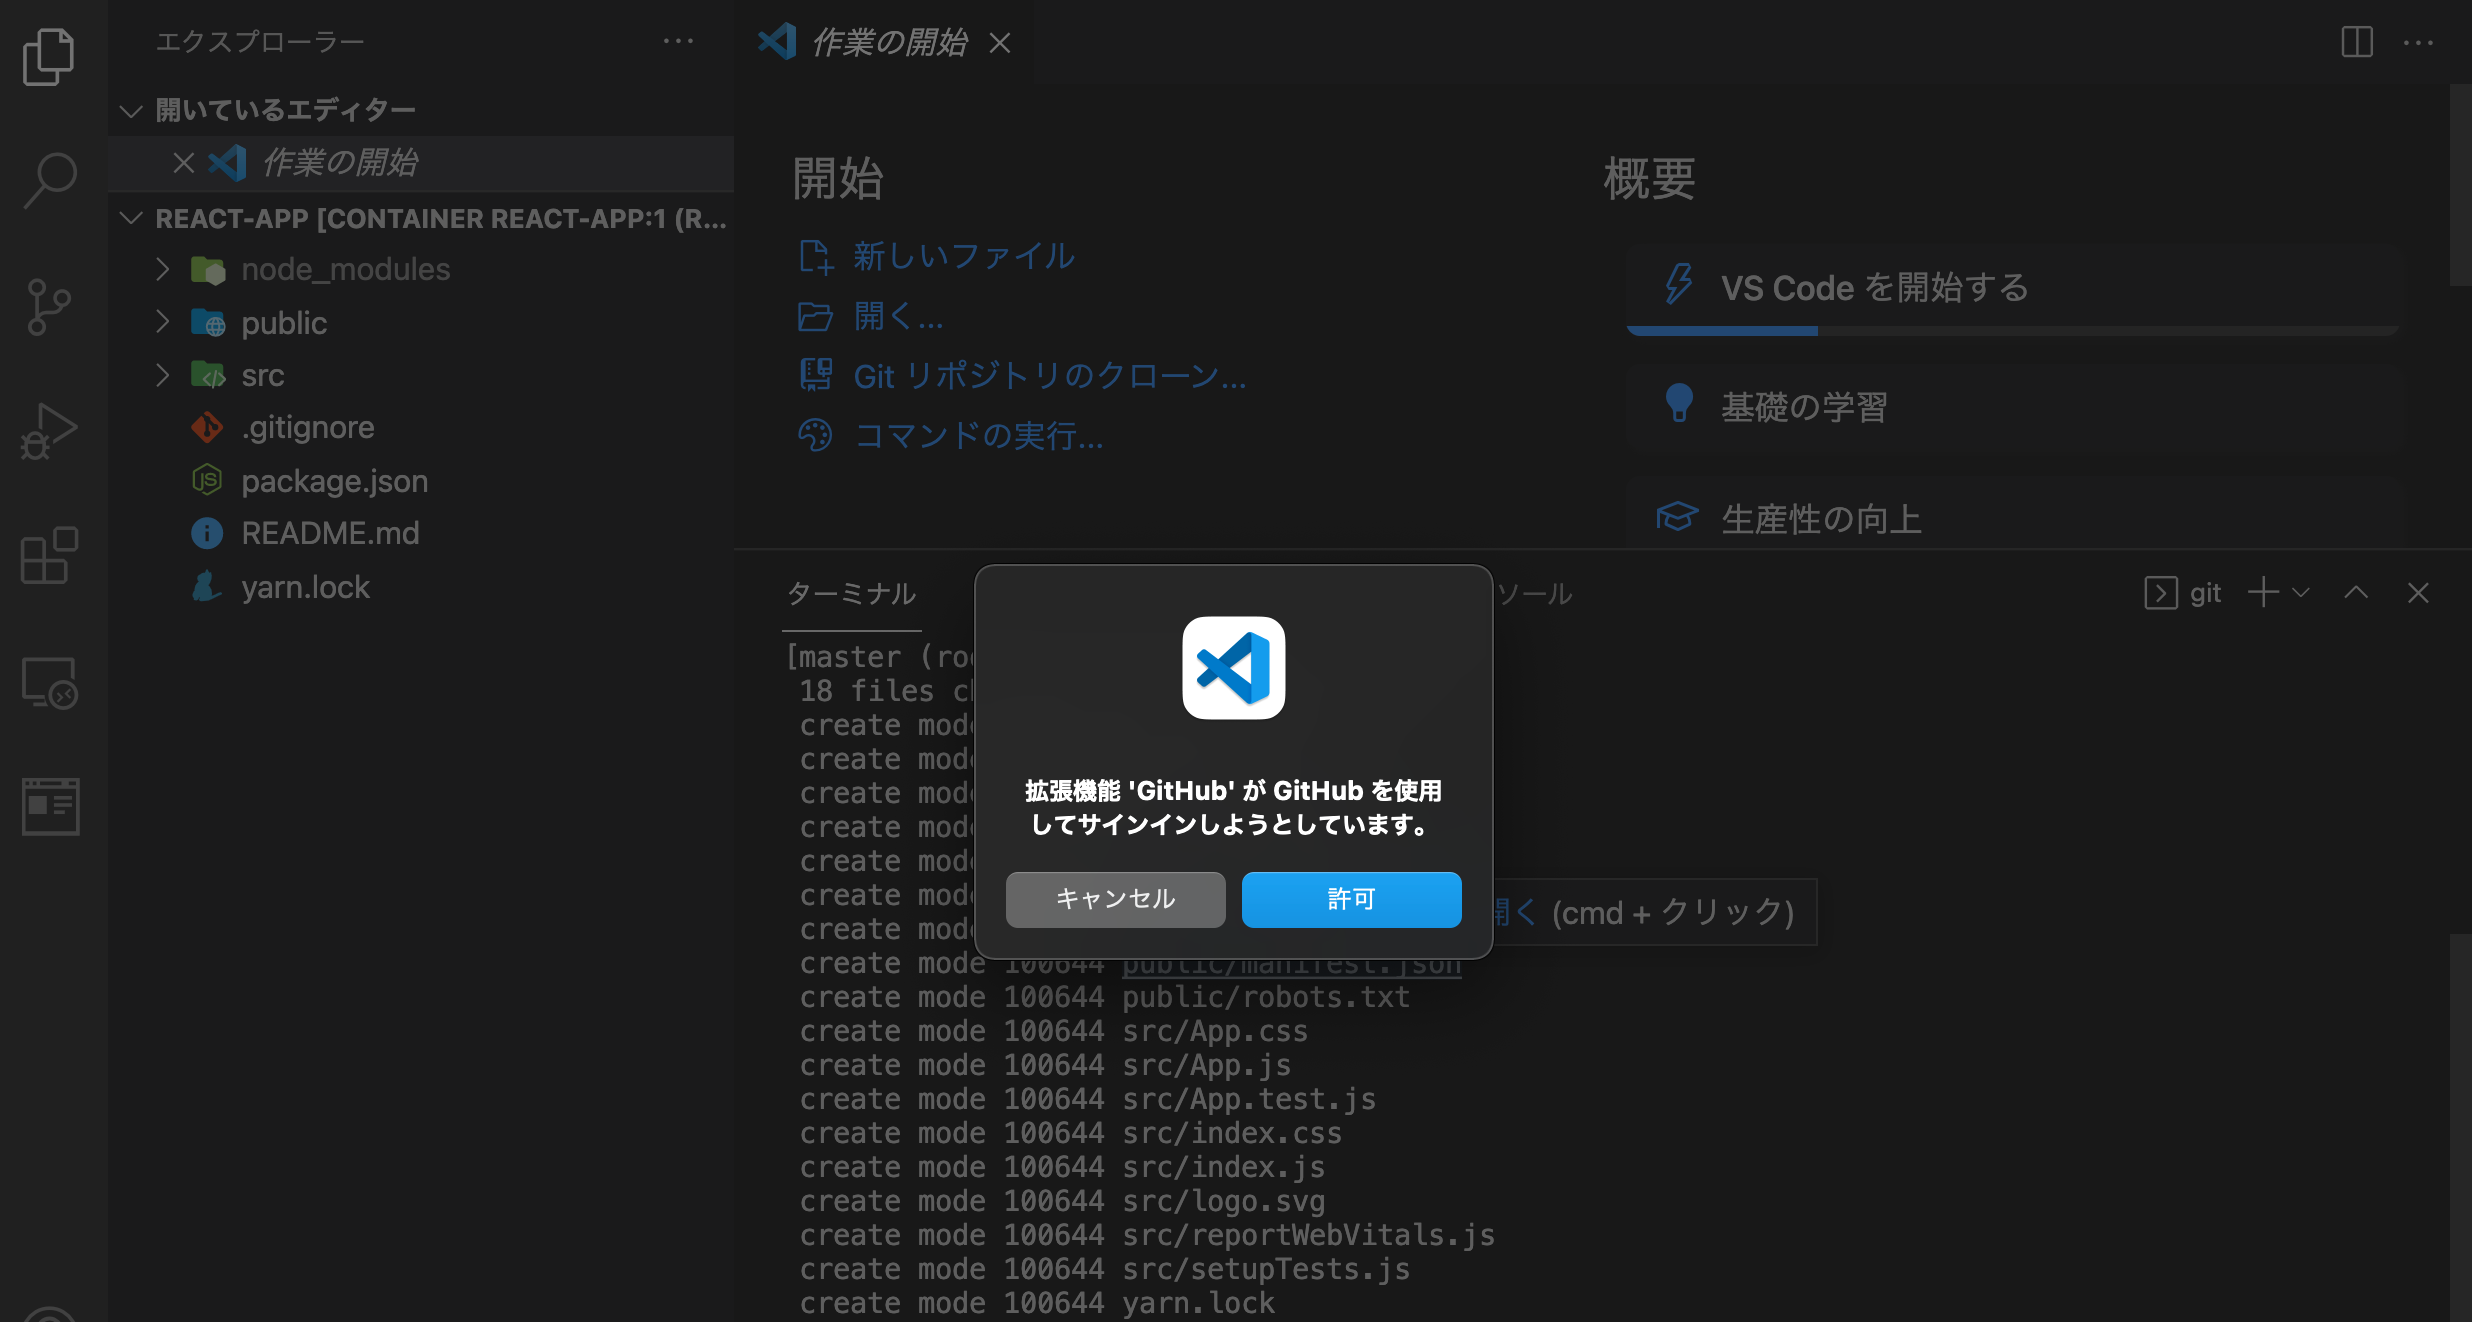 エクスプローラー
開いているエディター
作業の開始
REACT-APP [CONTAINER REACT-APP:1 (R...
node_modules
public
src
.gitignore
package.json
README.md
yarn.lock
作業の開始
開始
新しいファイル
開く...
Git リポジトリのクローン...
コマンドの実行...
概要
VS Code を開始する
基礎の学習
生産性の向上
ターミナル
ソール
git
[master (roo
18 files ch
create mode
create mode
create mode
create mode
create mode
create mode
create mode
create mode 100644 public/manifest.json
create mode 100644 public/robots.txt
create mode 100644 src/App.css
create mode 100644 src/App.js
create mode 100644 src/App.test.js
create mode 100644 src/index.css
create mode 100644 src/index.js
create mode 100644 src/logo.svg
create mode 100644 src/reportWebVitals.js
create mode 100644 src/setupTests.js
create mode 100644 yarn.lock
開く (cmd + クリック)
拡張機能 'GitHub' が GitHub を使用
してサインインしようとしています。
キャンセル
許可